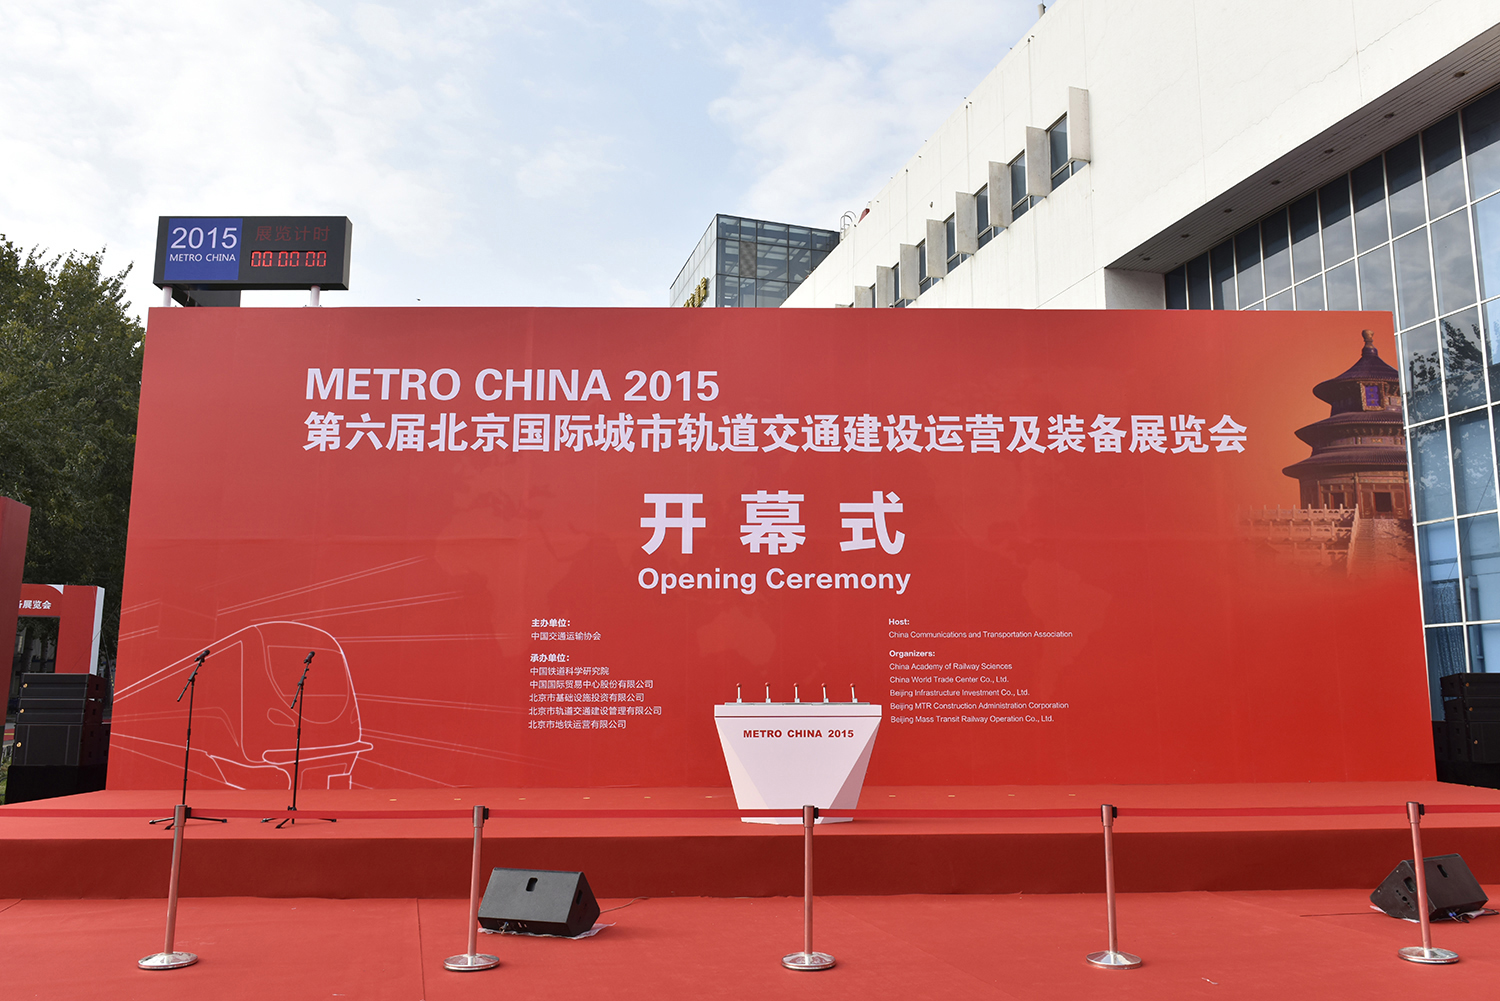 2015
METRO CHINA
展览计时
00:00:00
METRO CHINA 2015
第六届北京国际城市轨道交通建设运营及装备展览会
开幕式
Opening Ceremony
主办单位：
中国交通运输协会
承办单位：
中国铁道科学研究院
中国国际贸易中心股份有限公司
北京市基础设施投资有限公司
北京市轨道交通建设管理有限公司
北京市地铁运营有限公司
Host:
China Communications and Transportation Association
Organizers:
China Academy of Railway Sciences
China World Trade Center Co., Ltd.
Beijing Infrastructure Investment Co., Ltd.
Beijing MTR Construction Administration Corporation
Beijing Mass Transit Railway Operation Co., Ltd.
METRO CHINA 2015
备展览会